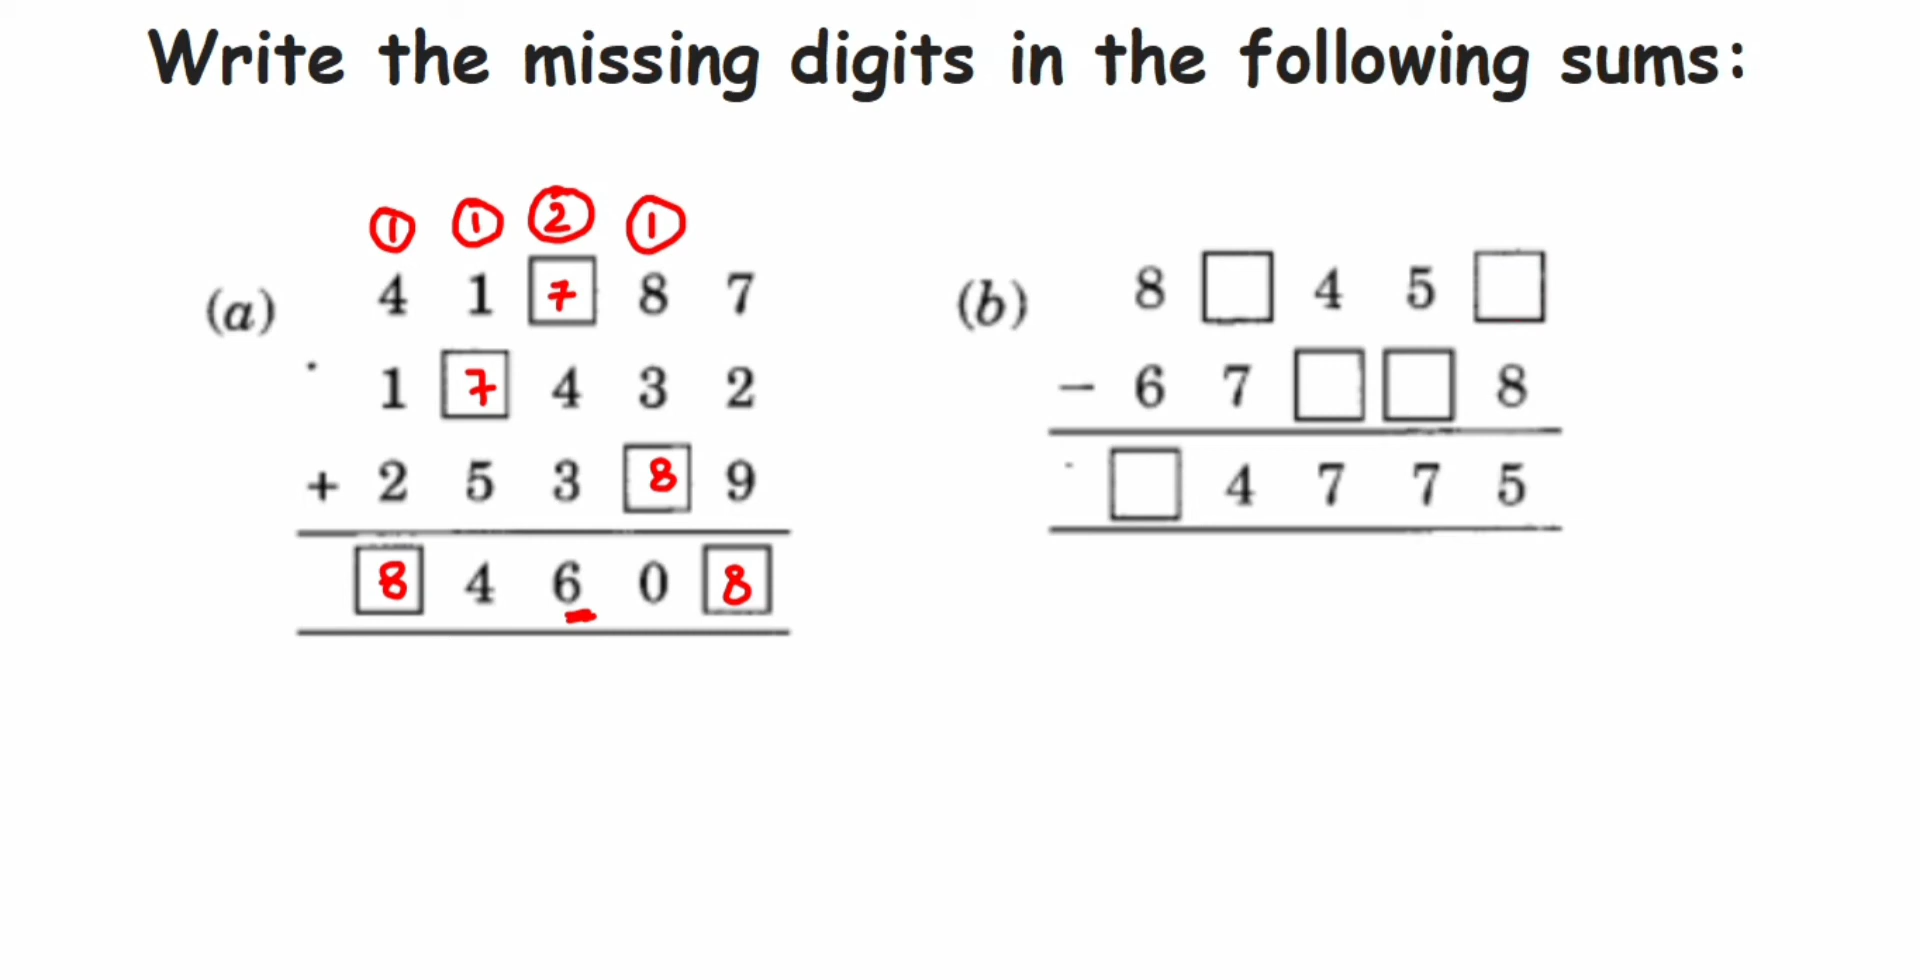 Write the missing digits in the following sums:
① ① ② ①
(a) 4 1 7 8 7
1 7 4 3 2
+ 2 5 3 8 9
8 4 6 0 8
(b) 8 □ 4 5 □
− 6 7 □ □ 8
□ 4 7 7 5